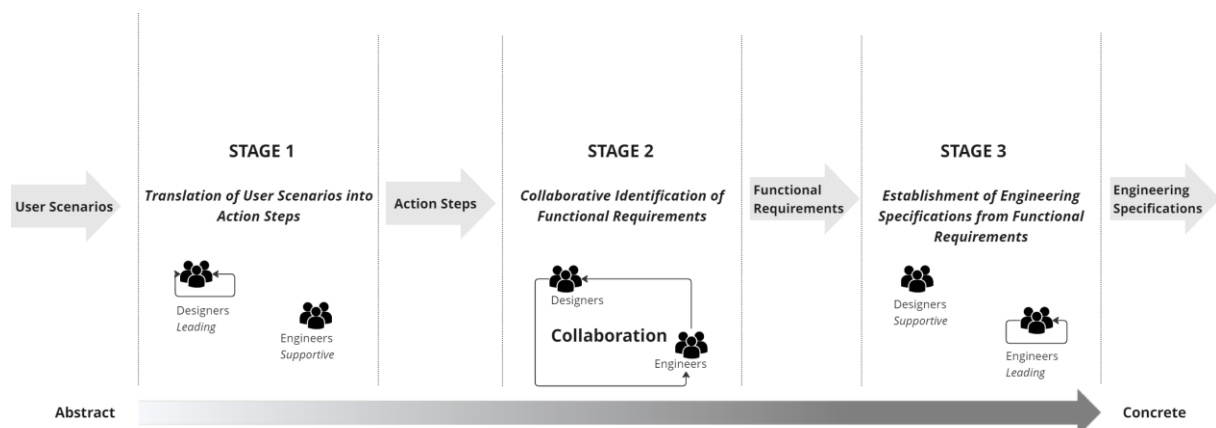 User Scenarios
STAGE 1
Translation of User Scenarios into
Action Steps
Designers
Leading
Engineers
Supportive
Action Steps
STAGE 2
Collaborative Identification of
Functional Requirements
Designers
Collaboration
Engineers
Functional
Requirements
STAGE 3
Establishment of Engineering
Specifications from Functional
Requirements
Designers
Supportive
Engineers
Leading
Engineering
Specifications
Abstract
Concrete